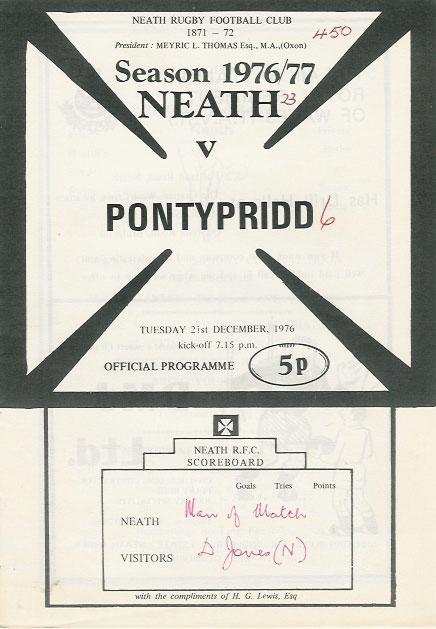 NEATH RUGBY FOOTBALL CLUB
1871 – 72
450
President : MEYRIC L. THOMAS Esq., M.A.,(Oxon)
Season 1976/77
NEATH 23
v
PONTYPRIDD 6
TUESDAY 21st DECEMBER, 1976
kick-off 7.15 p.m.
OFFICIAL PROGRAMME 5p
NEATH R.F.C.
SCOREBOARD
Goals Tries Points
NEATH Man of Match
VISITORS D Jones (N)
with the compliments of H. G. Lewis, Esq